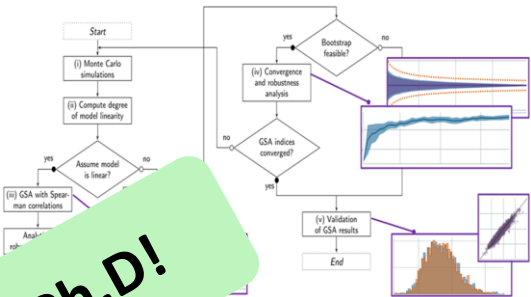 Start
(i) Monte Carlo
simulations
(ii) Compute degree
of model linearity
Assume model
is linear?
yes
no
(iii) GSA with Spear-
man correlations
Bootstrap
feasible?
yes
no
(iv) Convergence
and robustness
analysis
GSA indices
converged?
no
yes
(v) Validation
of GSA results
End
Ph.D!